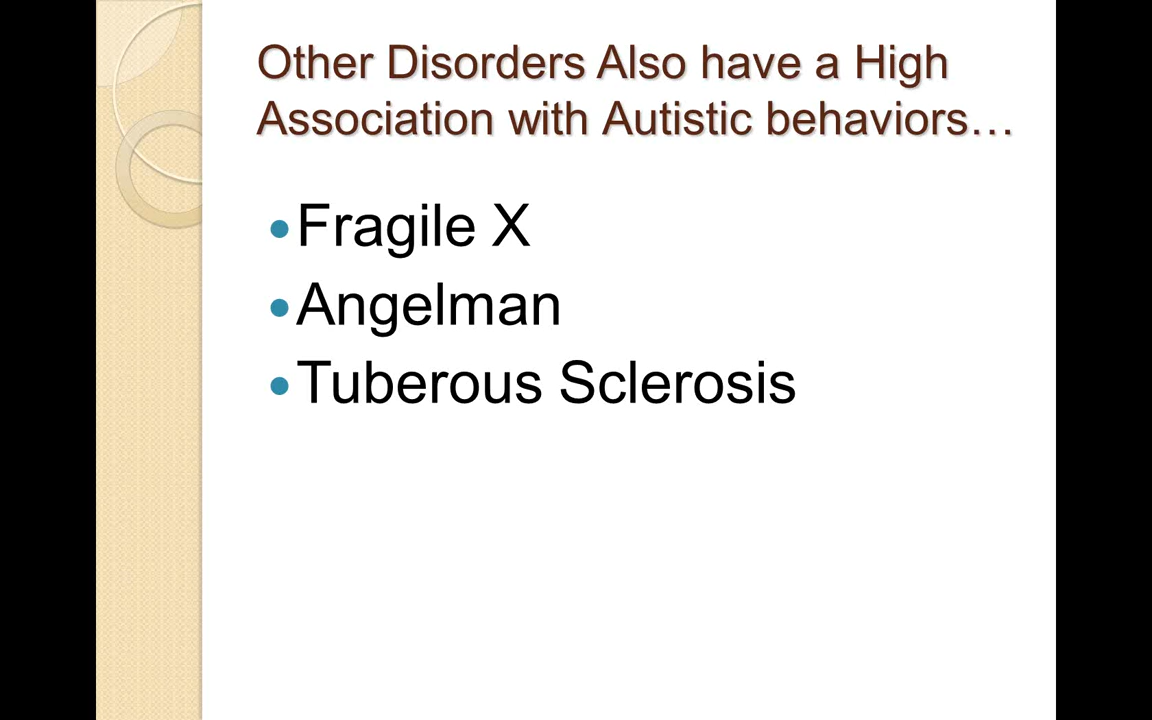 Other Disorders Also have a High
Association with Autistic behaviors…
•Fragile X
•Angelman
•Tuberous Sclerosis